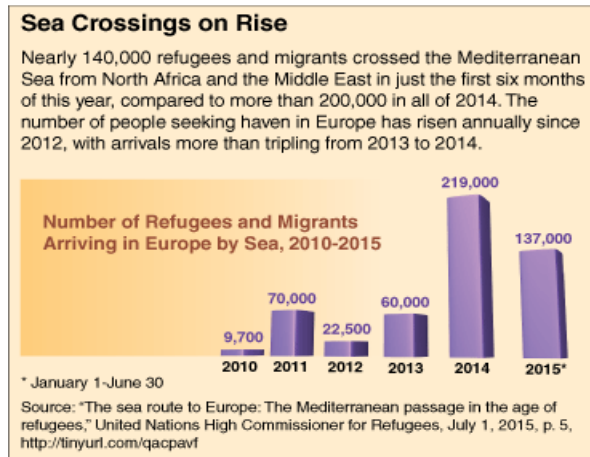 Sea Crossings on Rise
Nearly 140,000 refugees and migrants crossed the Mediterranean
Sea from North Africa and the Middle East in just the first six months
of this year, compared to more than 200,000 in all of 2014. The
number of people seeking haven in Europe has risen annually since
2012, with arrivals more than tripling from 2013 to 2014.
219,000
Number of Refugees and Migrants
Arriving in Europe by Sea, 2010-2015
137,000
70,000
60,000
9,700
22,500
2010 2011 2012 2013 2014 2015*
* January 1-June 30
Source: "The sea route to Europe: The Mediterranean passage in the age of
refugees," United Nations High Commissioner for Refugees, July 1, 2015, p. 5,
http://tinyurl.com/qacpavf